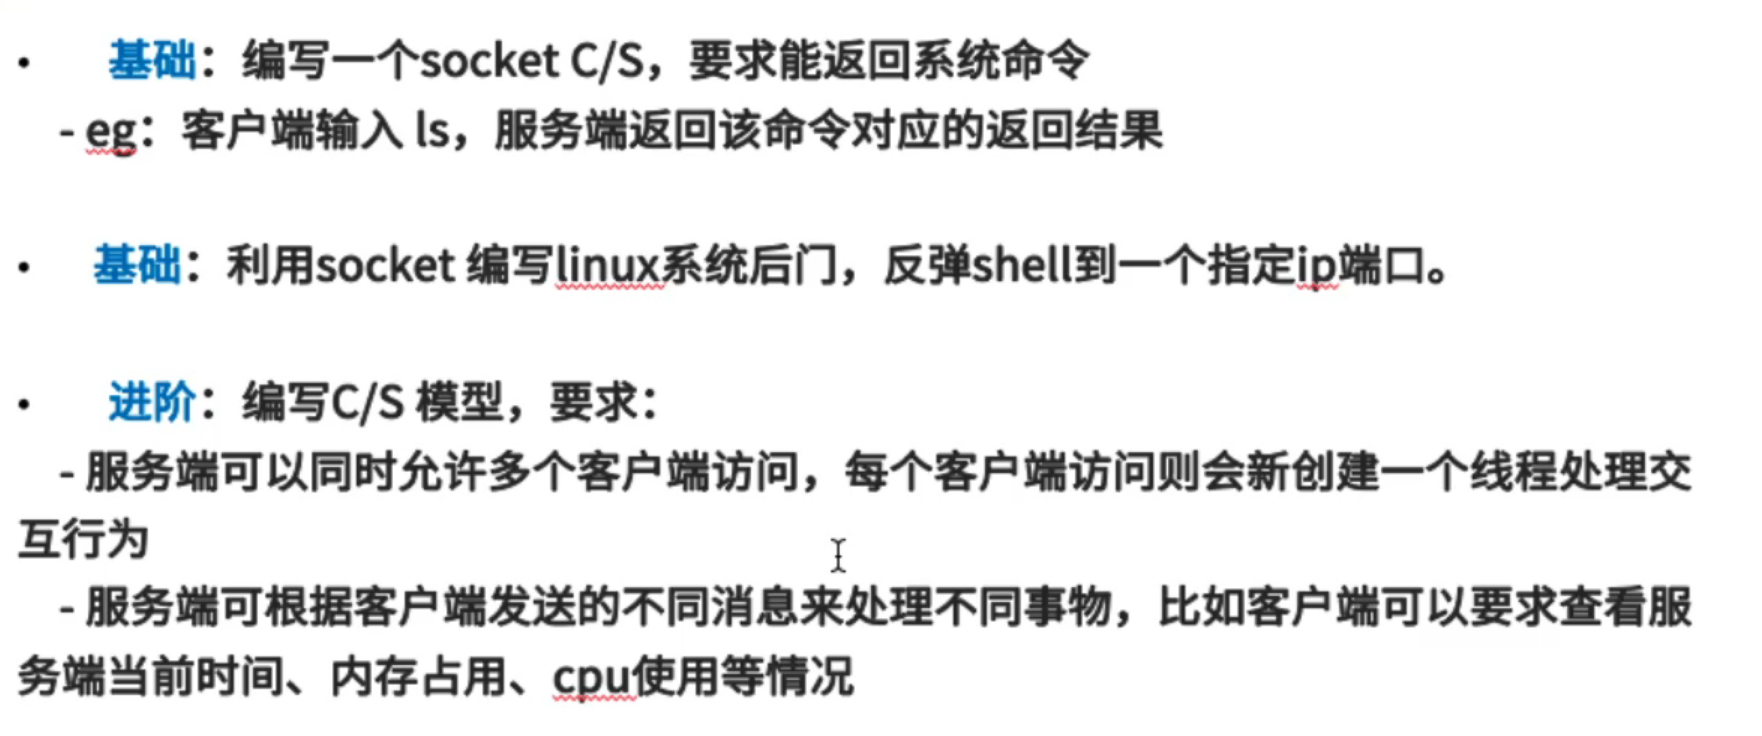 • 基础：编写一个socket C/S，要求能返回系统命令
- eg：客户端输入 ls，服务端返回该命令对应的返回结果
• 基础：利用socket 编写linux系统后门，反弹shell到一个指定ip端口。
• 进阶：编写C/S 模型，要求：
- 服务端可以同时允许多个客户端访问，每个客户端访问则会新创建一个线程处理交
互行为
- 服务端可根据客户端发送的不同消息来处理不同事物，比如客户端可以要求查看服
务端当前时间、内存占用、cpu使用等情况